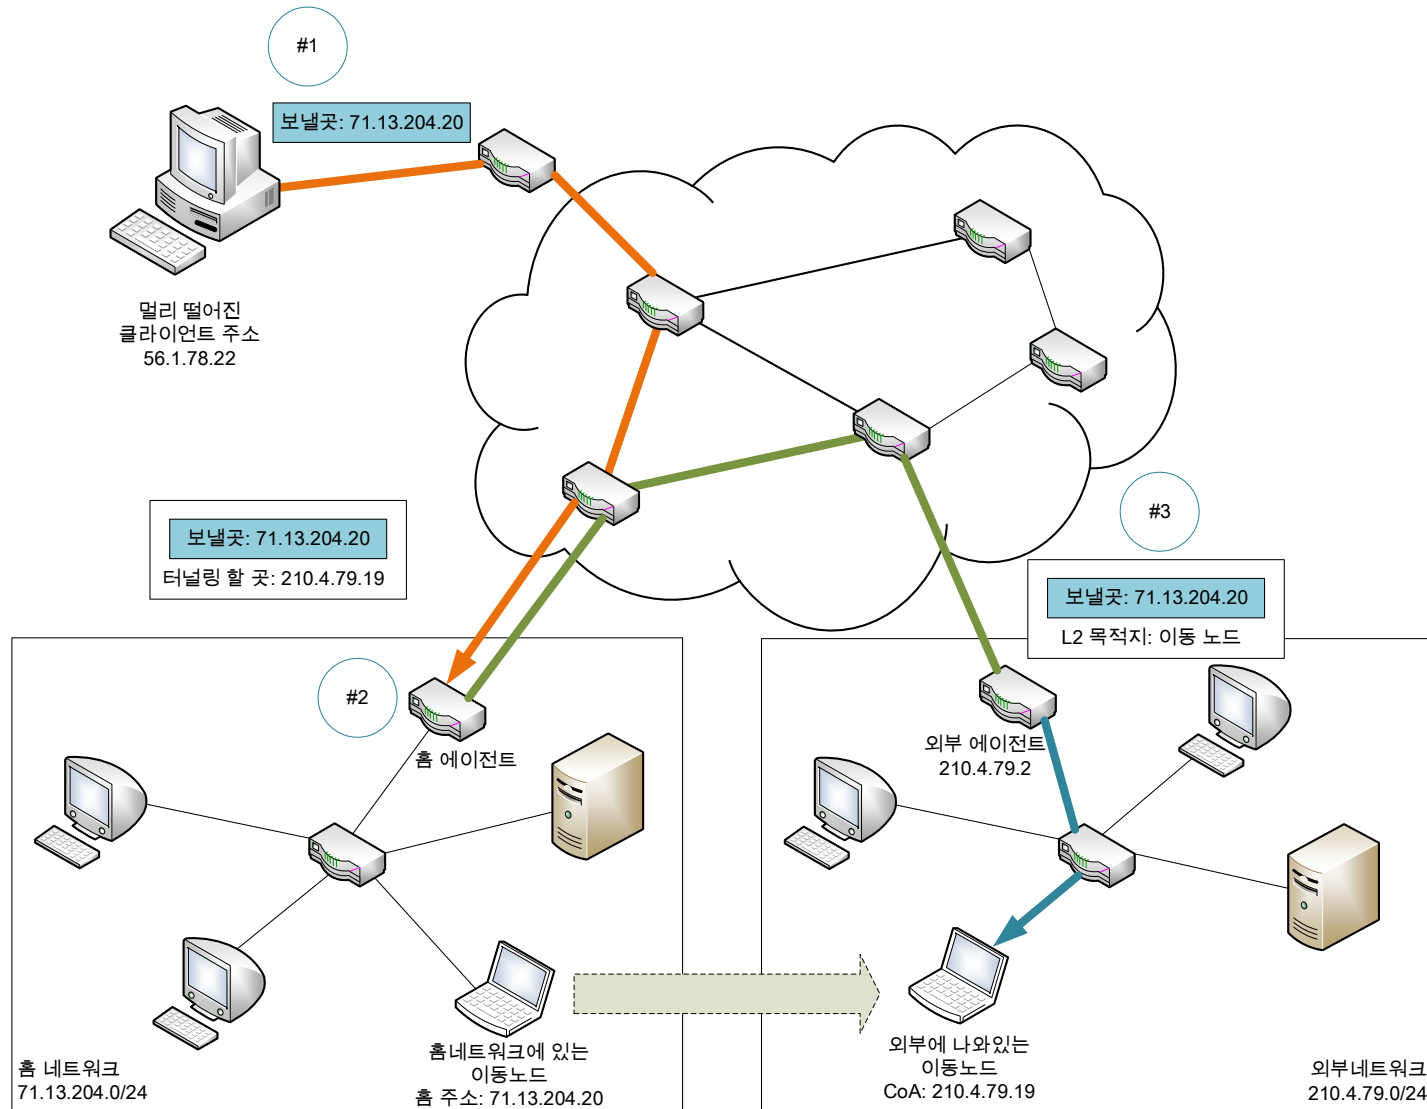 #1
보낼곳: 71.13.204.20
멀리 떨어진
클라이언트 주소
56.1.78.22
보낼곳: 71.13.204.20
터널링 할 곳: 210.4.79.19
#3
보낼곳: 71.13.204.20
L2 목적지: 이동 노드
#2
홈 에이전트
외부 에이전트
210.4.79.2
홈 네트워크
71.13.204.0/24
홈네트워크에 있는
이동노드
홈 주소: 71.13.204.20
외부에 나와있는
이동노드
CoA: 210.4.79.19
외부네트워크
210.4.79.0/24